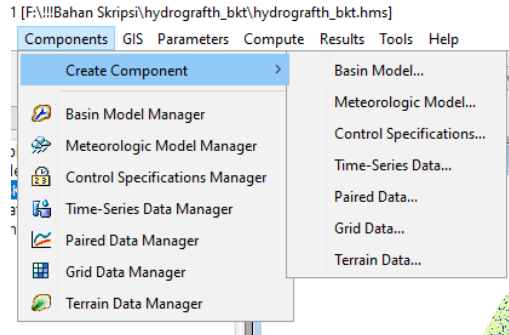 1 [F:\!!!Bahan Skripsi\hydrografth_bkt\hydrografth_bkt.hms]
Components GIS Parameters Compute Results Tools Help
Create Component
Basin Model Manager
Meteorologic Model Manager
Control Specifications Manager
Time-Series Data Manager
Paired Data Manager
Grid Data Manager
Terrain Data Manager
Basin Model...
Meteorologic Model...
Control Specifications...
Time-Series Data...
Paired Data...
Grid Data...
Terrain Data...